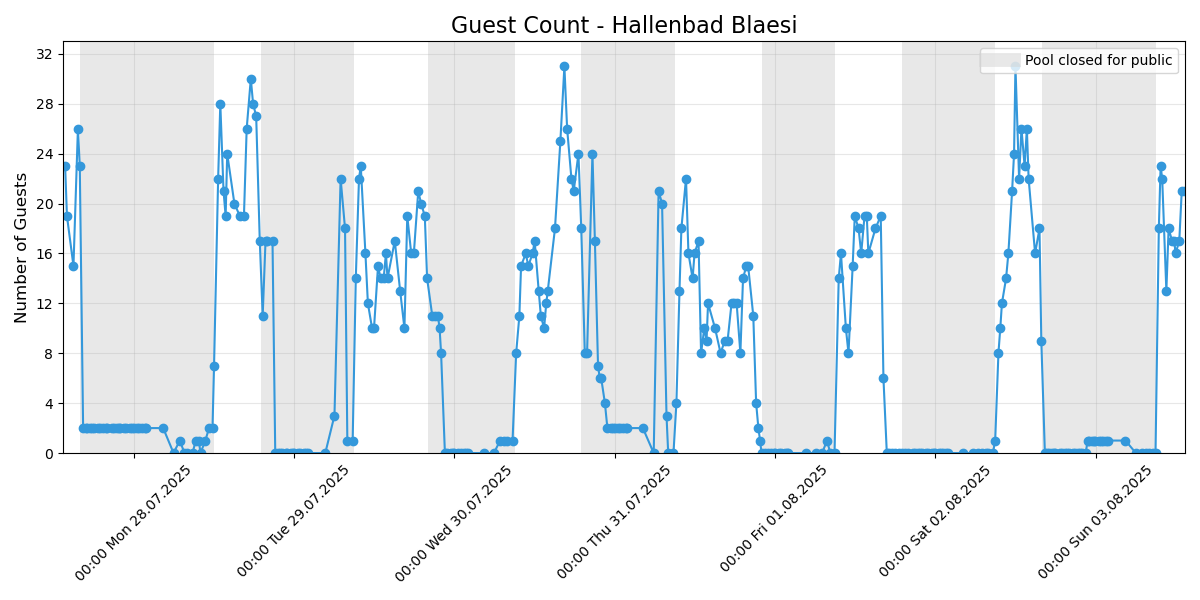 Guest Count - Hallenbad Blaesi
Pool closed for public
Number of Guests
32
28
24
20
16
12
8
4
0
00:00 Mon 28.07.2025
00:00 Tue 29.07.2025
00:00 Wed 30.07.2025
00:00 Thu 31.07.2025
00:00 Fri 01.08.2025
00:00 Sat 02.08.2025
00:00 Sun 03.08.2025